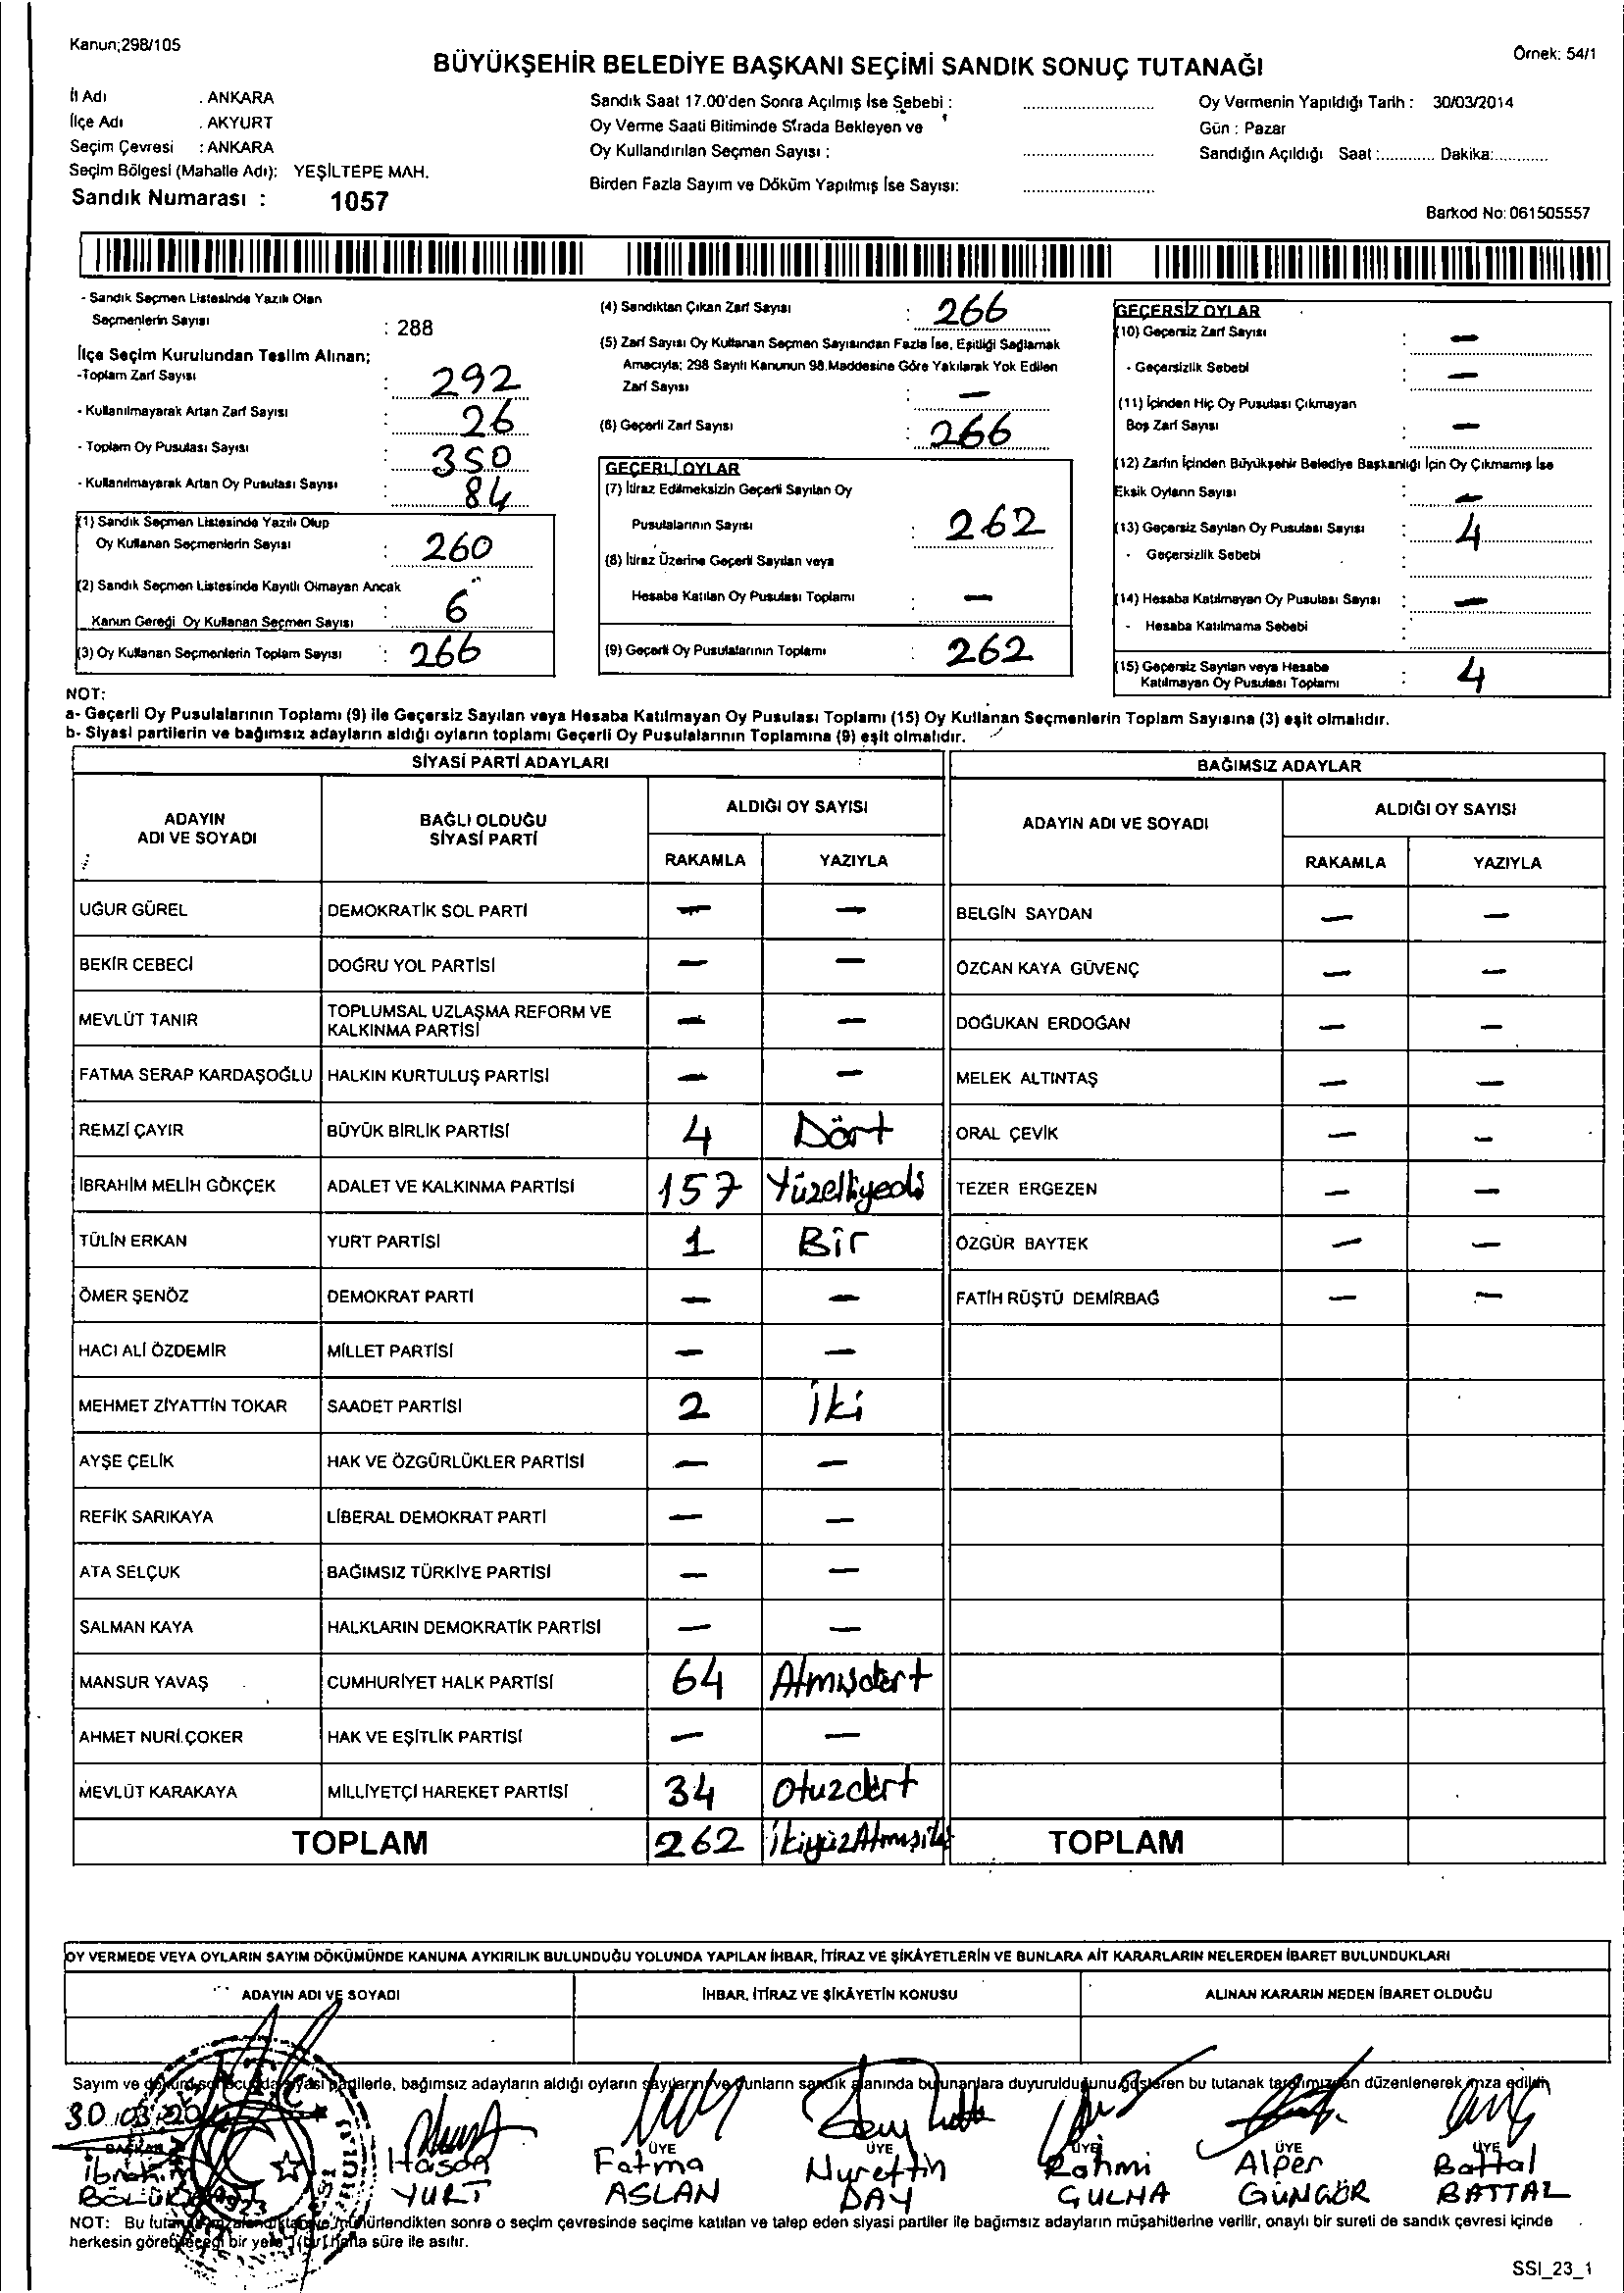 Kanun;298/105
Örnek: 54/1
BÜYÜKŞEHİR BELEDİYE BAŞKANI SEÇİMİ SANDIK SONUÇ TUTANAĞI
İl Adı : ANKARA
İlçe Adı : AKYURT
Seçim Çevresi : ANKARA
Seçim Bölgesi (Mahalle Adı): YEŞİLTEPE MAH.
Sandık Numarası : 1057
Sandık Saat 17.00'den Sonra Açılmış İse Sebebi :
Oy Verme Saati Bitiminde Sırada Bekleyen ve
Oy Kullandırılan Seçmen Sayısı :
Birden Fazla Sayım ve Döküm Yapılmış İse Sayısı:
Oy Vermenin Yapıldığı Tarih : 30/03/2014
Gün : Pazar
Sandığın Açıldığı Saat :............ Dakika:............
Barkod No: 061505557
- Sandık Seçmen Listesinde Yazılı Olan
Seçmenlerin Sayısı : 288
İlçe Seçim Kurulundan Teslim Alınan;
-Toplam Zarf Sayısı : 292
- Kullanılmayarak Artan Zarf Sayısı : 26
- Toplam Oy Pusulası Sayısı : 350
- Kullanılmayarak Artan Oy Pusulası Sayısı : 84
(1) Sandık Seçmen Listesinde Yazılı Olup
Oy Kullanan Seçmenlerin Sayısı : 260
(2) Sandık Seçmen Listesinde Kayıtlı Olmayan Ancak
Kanun Gereği Oy Kullanan Seçmen Sayısı : 6
(3) Oy Kullanan Seçmenlerin Toplam Sayısı : 266
(4) Sandıktan Çıkan Zarf Sayısı : 266
(5) Zarf Sayısı Oy Kullanan Seçmen Sayısından Fazla İse, Eşitliği Sağlamak
Amacıyla; 298 Sayılı Kanunun 98.Maddesine Göre Yakılarak Yok Edilen
Zarf Sayısı : —
(6) Geçerli Zarf Sayısı : 266
GEÇERLİ OYLAR
(7) İtiraz Edilmeksizin Geçerli Sayılan Oy
Pusulalarının Sayısı : 262
(8) İtiraz Üzerine Geçerli Sayılan veya
Hesaba Katılan Oy Pusulası Toplamı : —
(9) Geçerli Oy Pusulalarının Toplamı : 262
GEÇERSİZ OYLAR
(10) Geçersiz Zarf Sayısı : —
- Geçersizlik Sebebi : —
(11) İçinden Hiç Oy Pusulası Çıkmayan
Boş Zarf Sayısı : —
(12) Zarfın İçinden Büyükşehir Belediye Başkanlığı İçin Oy Çıkmamış İse
Eksik Oyların Sayısı : —
(13) Geçersiz Sayılan Oy Pusulası Sayısı : 4
- Geçersizlik Sebebi :
(14) Hesaba Katılmayan Oy Pusulası Sayısı : —
- Hesaba Katılmama Sebebi :
(15) Geçersiz Sayılan veya Hesaba
Katılmayan Oy Pusulası Toplamı : 4
NOT:
a- Geçerli Oy Pusulalarının Toplamı (9) ile Geçersiz Sayılan veya Hesaba Katılmayan Oy Pusulası Toplamı (15) Oy Kullanan Seçmenlerin Toplam Sayısına (3) eşit olmalıdır.
b- Siyasi partilerin ve bağımsız adayların aldığı oyların toplamı Geçerli Oy Pusulalarının Toplamına (9) eşit olmalıdır.
SİYASİ PARTİ ADAYLARI
BAĞIMSIZ ADAYLAR
ADAYIN ADI VE SOYADI
BAĞLI OLDUĞU SİYASİ PARTİ
ALDIĞI OY SAYISI
RAKAMLA YAZIYLA
ADAYIN ADI VE SOYADI
ALDIĞI OY SAYISI
RAKAMLA YAZIYLA
UĞUR GÜREL DEMOKRATİK SOL PARTİ — — BELGİN SAYDAN — —
BEKİR CEBECİ DOĞRU YOL PARTİSİ — — ÖZCAN KAYA GÜVENÇ — —
MEVLÜT TANIR TOPLUMSAL UZLAŞMA REFORM VE KALKINMA PARTİSİ — — DOĞUKAN ERDOĞAN — —
FATMA SERAP KARDAŞOĞLU HALKIN KURTULUŞ PARTİSİ — — MELEK ALTINTAŞ — —
REMZİ ÇAYIR BÜYÜK BİRLİK PARTİSİ 4 Dört ORAL ÇEVİK — —
İBRAHİM MELİH GÖKÇEK ADALET VE KALKINMA PARTİSİ 157 Yüzelliyedi TEZER ERGEZEN — —
TÜLİN ERKAN YURT PARTİSİ 1 Bir ÖZGÜR BAYTEK — —
ÖMER ŞENÖZ DEMOKRAT PARTİ — — FATİH RÜŞTÜ DEMİRBAĞ — —
HACI ALİ ÖZDEMİR MİLLET PARTİSİ — —
MEHMET ZİYATTİN TOKAR SAADET PARTİSİ 2 İki
AYŞE ÇELİK HAK VE ÖZGÜRLÜKLER PARTİSİ — —
REFİK SARIKAYA LİBERAL DEMOKRAT PARTİ — —
ATA SELÇUK BAĞIMSIZ TÜRKİYE PARTİSİ — —
SALMAN KAYA HALKLARIN DEMOKRATİK PARTİSİ — —
MANSUR YAVAŞ CUMHURİYET HALK PARTİSİ 64 Atmışdört
AHMET NURİ ÇOKER HAK VE EŞİTLİK PARTİSİ — —
MEVLÜT KARAKAYA MİLLİYETÇİ HAREKET PARTİSİ 34 Otuzdört
TOPLAM 262 İkiyüzAtmışiki TOPLAM
OY VERMEDE VEYA OYLARIN SAYIM DÖKÜMÜNDE KANUNA AYKIRILIK BULUNDUĞU YOLUNDA YAPILAN İHBAR, İTİRAZ VE ŞİKÂYETLERİN VE BUNLARA AİT KARARLARIN NELERDEN İBARET BULUNDUKLARI
ADAYIN ADI VE SOYADI İHBAR, İTİRAZ VE ŞİKÂYETİN KONUSU ALINAN KARARIN NEDEN İBARET OLDUĞU
Sayım ve döküm sonucunda siyasi partilerle, bağımsız adayların aldığı oyların sayılarını ve bunların sandık alanında bulunanlara duyurulduğunu gösteren bu tutanak tarafımızdan düzenlenerek imza edildi.
30.03.20
BAŞKAN ÜYE ÜYE ÜYE ÜYE ÜYE
İbrahim Hasan Fatma Nurettin Rahmi Alper Battal
BÖLÜK YURT ASLAN DAY GULHA GÜNGÖR BATTAL
NOT: Bu tutanak mühürlendikten sonra o seçim çevresinde seçime katılan ve talep eden siyasi partiler ile bağımsız adayların müşahitlerine verilir, onaylı bir sureti de sandık çevresi içinde
herkesin görebileceği bir yere 1 (bir) hafta süre ile asılır.
SSI_23_1